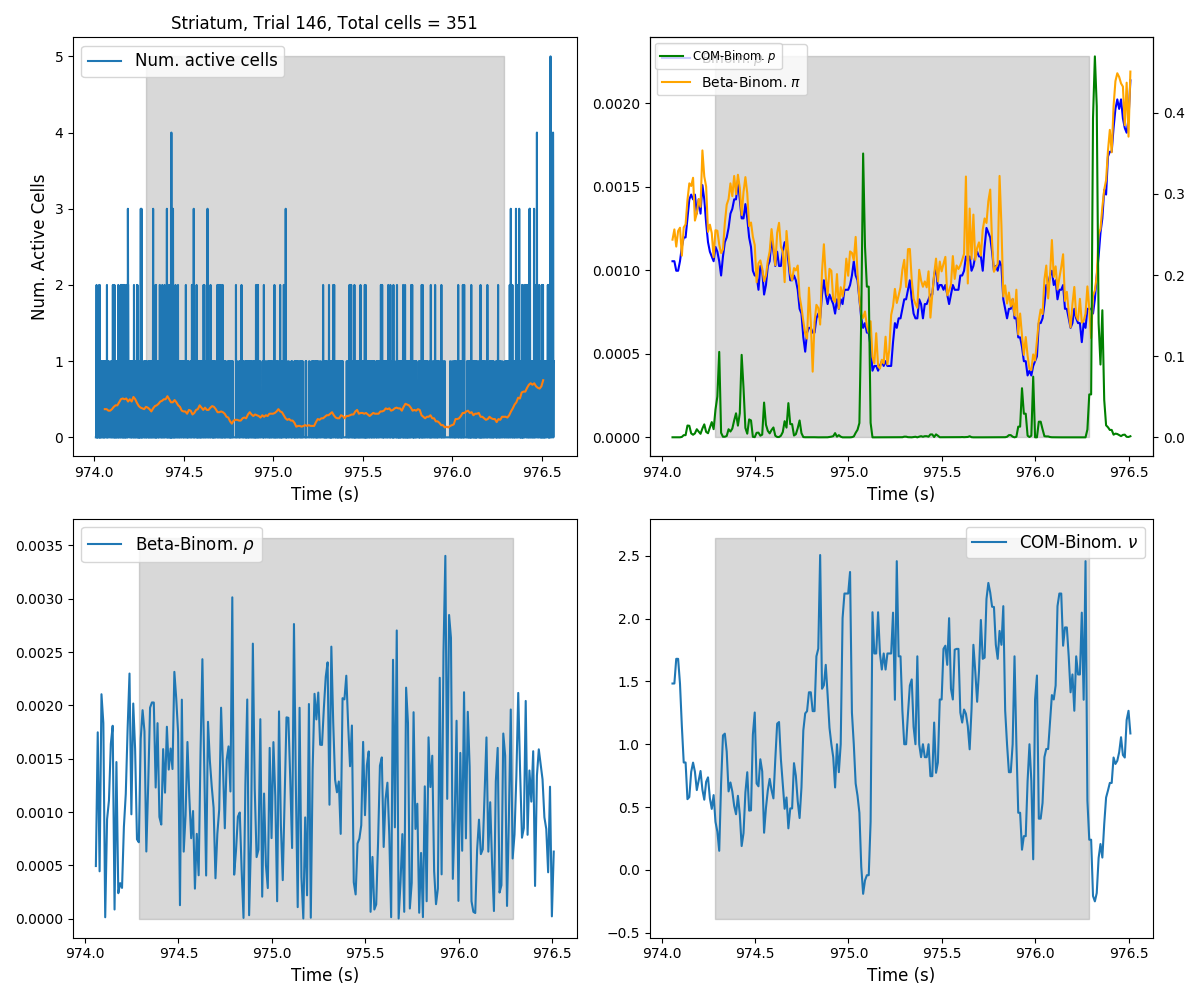 Striatum, Trial 146, Total cells = 351
Num. active cells
Num. Active Cells
5
4
3
2
1
0
974.0 974.5 975.0 975.5 976.0 976.5
Time (s)
COM-Binom. p
Beta-Binom. π
0.0020
0.0015
0.0010
0.0005
0.0000
0.4
0.3
0.2
0.1
0.0
974.0 974.5 975.0 975.5 976.0 976.5
Time (s)
Beta-Binom. ρ
0.0035
0.0030
0.0025
0.0020
0.0015
0.0010
0.0005
0.0000
974.0 974.5 975.0 975.5 976.0 976.5
Time (s)
COM-Binom. ν
2.5
2.0
1.5
1.0
0.5
0.0
−0.5
974.0 974.5 975.0 975.5 976.0 976.5
Time (s)